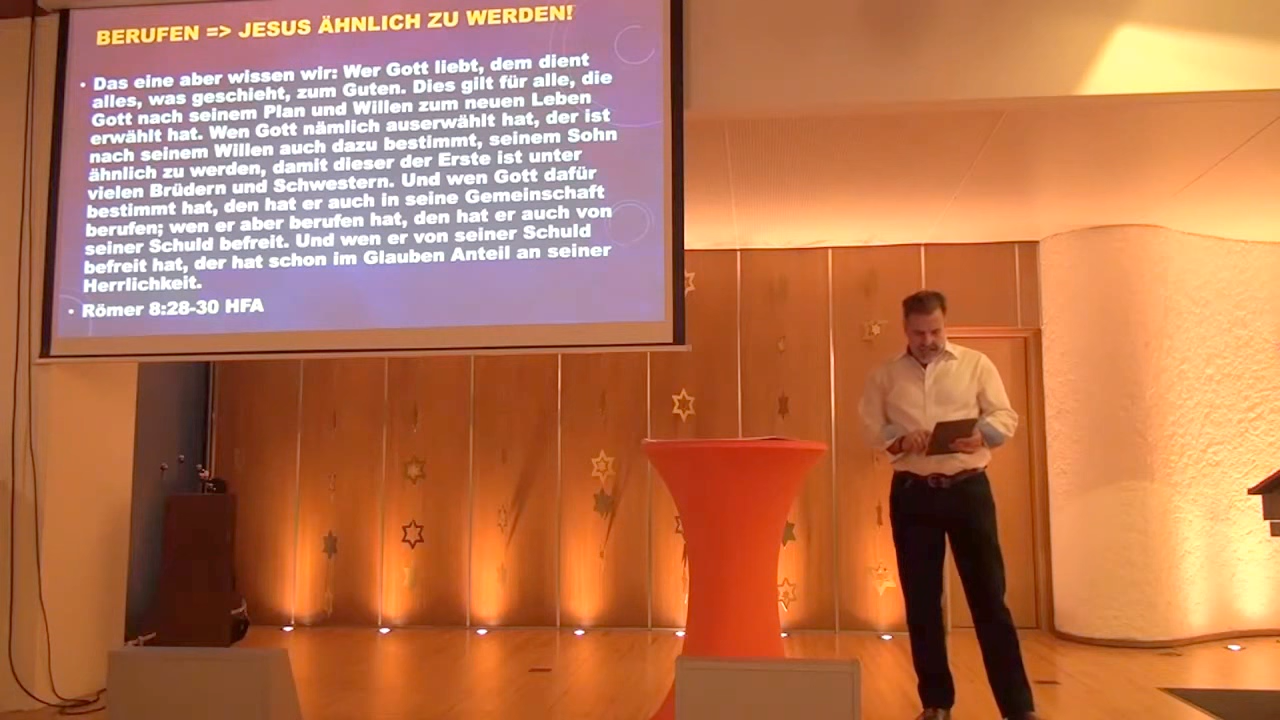 BERUFEN => JESUS ÄHNLICH ZU WERDEN!
• Das eine aber wissen wir: Wer Gott liebt, dem dient
alles, was geschieht, zum Guten. Dies gilt für alle, die
Gott nach seinem Plan und Willen zum neuen Leben
erwählt hat. Wen Gott nämlich auserwählt hat, der ist
nach seinem Willen auch dazu bestimmt, seinem Sohn
ähnlich zu werden, damit dieser der Erste ist unter
vielen Brüdern und Schwestern. Und wen Gott dafür
bestimmt hat, den hat er auch in seine Gemeinschaft
berufen; wen er aber berufen hat, den hat er auch von
seiner Schuld befreit. Und wen er von seiner Schuld
befreit hat, der hat schon im Glauben Anteil an seiner
Herrlichkeit.
• Römer 8:28-30 HFA